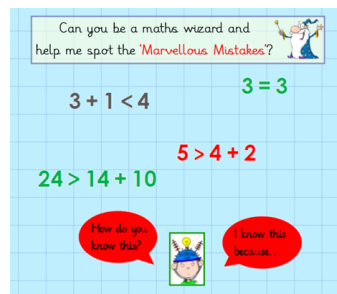 Can you be a maths wizard and
help me spot the 'Marvellous Mistakes'?
3 = 3
3 + 1 < 4
5 > 4 + 2
24 > 14 + 10
How do you
know this?
I know this
because...